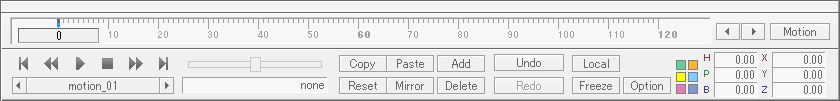 0 10 20 30 40 50 60 70 80 90 100 110 120 Motion
Copy Paste Add Undo Local H 0.00 X 0.00
P 0.00 Y 0.00
motion_01 none Reset Mirror Delete Redo Freeze Option B 0.00 Z 0.00